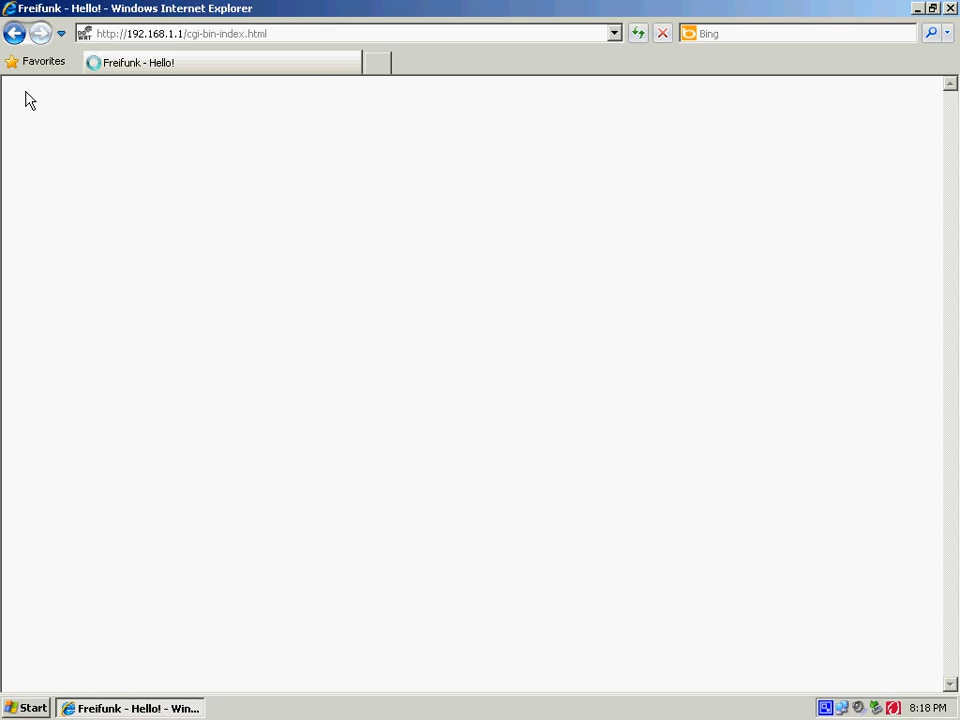 Freifunk - Hello! - Windows Internet Explorer
http://192.168.1.1/cgi-bin-index.html
Bing
Favorites
Freifunk - Hello!
Start
Freifunk - Hello! - Win...
8:18 PM